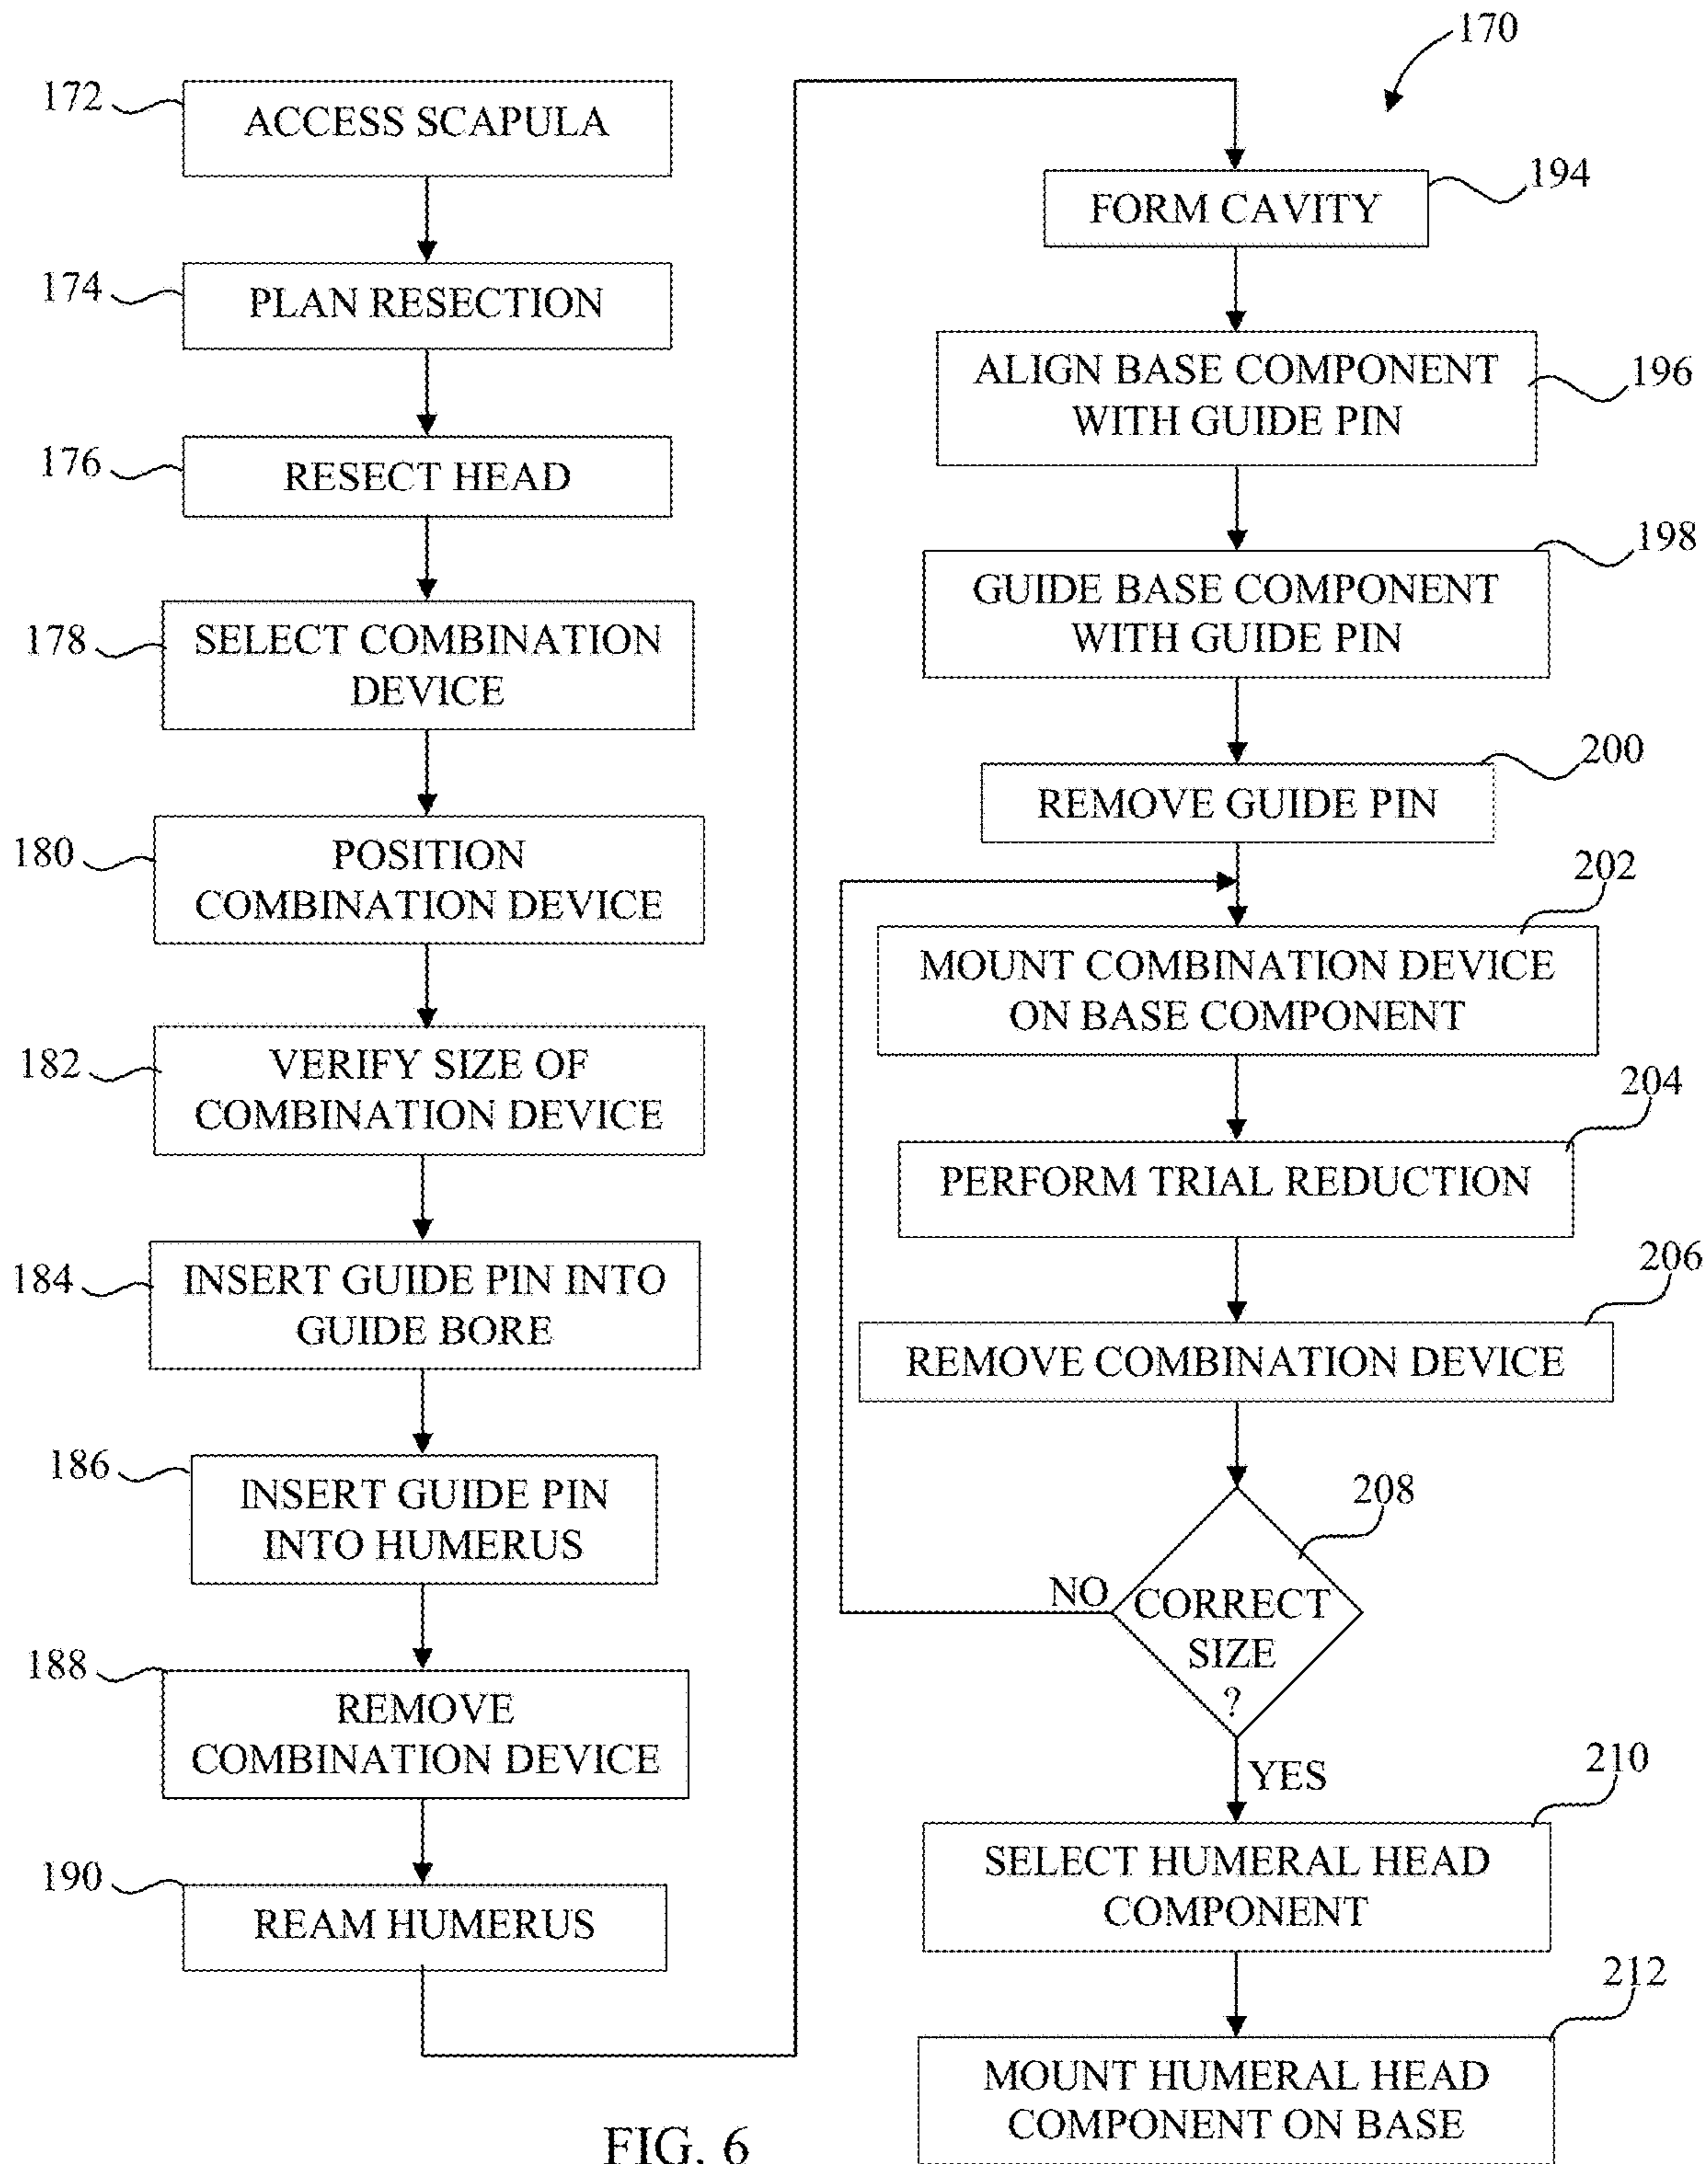 170
172
ACCESS SCAPULA
174
PLAN RESECTION
176
RESECT HEAD
178
SELECT COMBINATION
DEVICE
180
POSITION
COMBINATION DEVICE
182
VERIFY SIZE OF
COMBINATION DEVICE
184
INSERT GUIDE PIN INTO
GUIDE BORE
186
INSERT GUIDE PIN
INTO HUMERUS
188
REMOVE
COMBINATION DEVICE
190
REAM HUMERUS
194
FORM CAVITY
196
ALIGN BASE COMPONENT
WITH GUIDE PIN
198
GUIDE BASE COMPONENT
WITH GUIDE PIN
200
REMOVE GUIDE PIN
202
MOUNT COMBINATION DEVICE
ON BASE COMPONENT
204
PERFORM TRIAL REDUCTION
206
REMOVE COMBINATION DEVICE
208
NO
CORRECT
SIZE
?
YES
210
SELECT HUMERAL HEAD
COMPONENT
212
MOUNT HUMERAL HEAD
COMPONENT ON BASE
FIG. 6